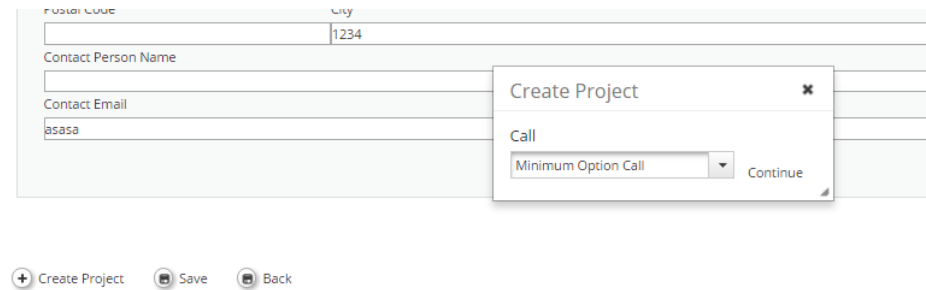 Postal Code City
1234
Contact Person Name
Create Project
Contact Email
Call
asasa
Minimum Option Call Continue
Create Project Save Back